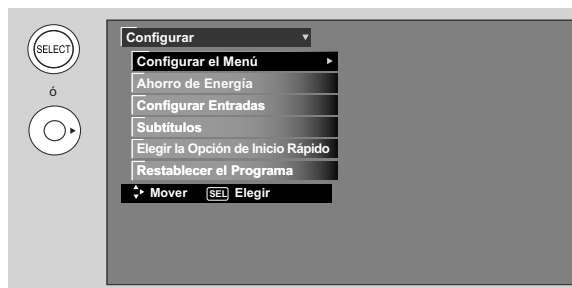 SELECT
ó
Configurar
Configurar el Menú
Ahorro de Energía
Configurar Entradas
Subtítulos
Elegir la Opción de Inicio Rápido
Restablecer el Programa
Mover SEL Elegir